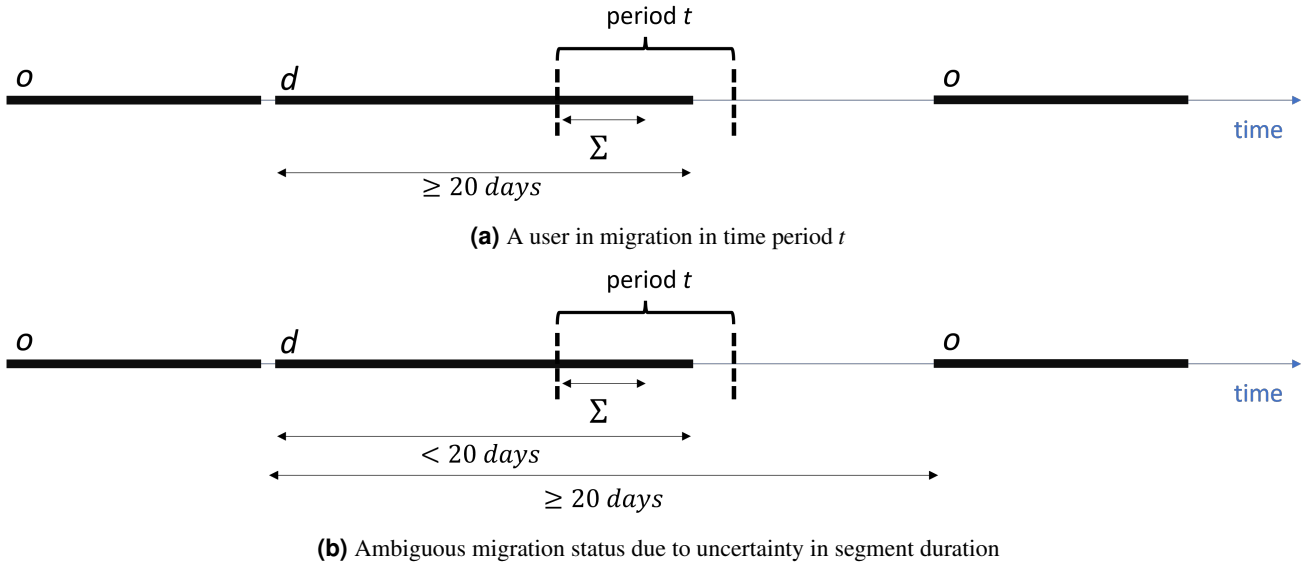 period t
o
d
o
time
Σ
≥ 20 days
(a) A user in migration in time period t
period t
o
d
o
time
Σ
< 20 days
≥ 20 days
(b) Ambiguous migration status due to uncertainty in segment duration